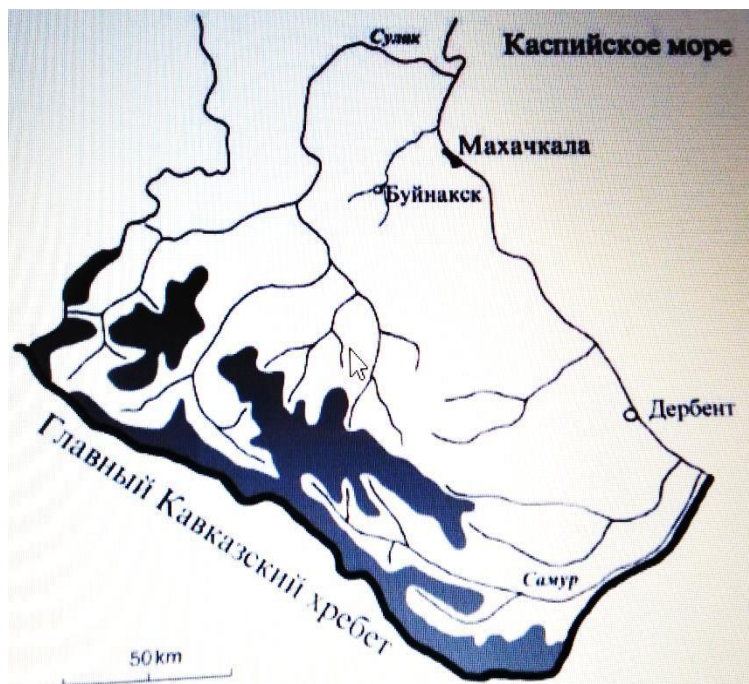 Сулак
Каспийское море
Махачкала
Буйнакск
Дербент
Главный Кавказский хребет
Самур
50 km